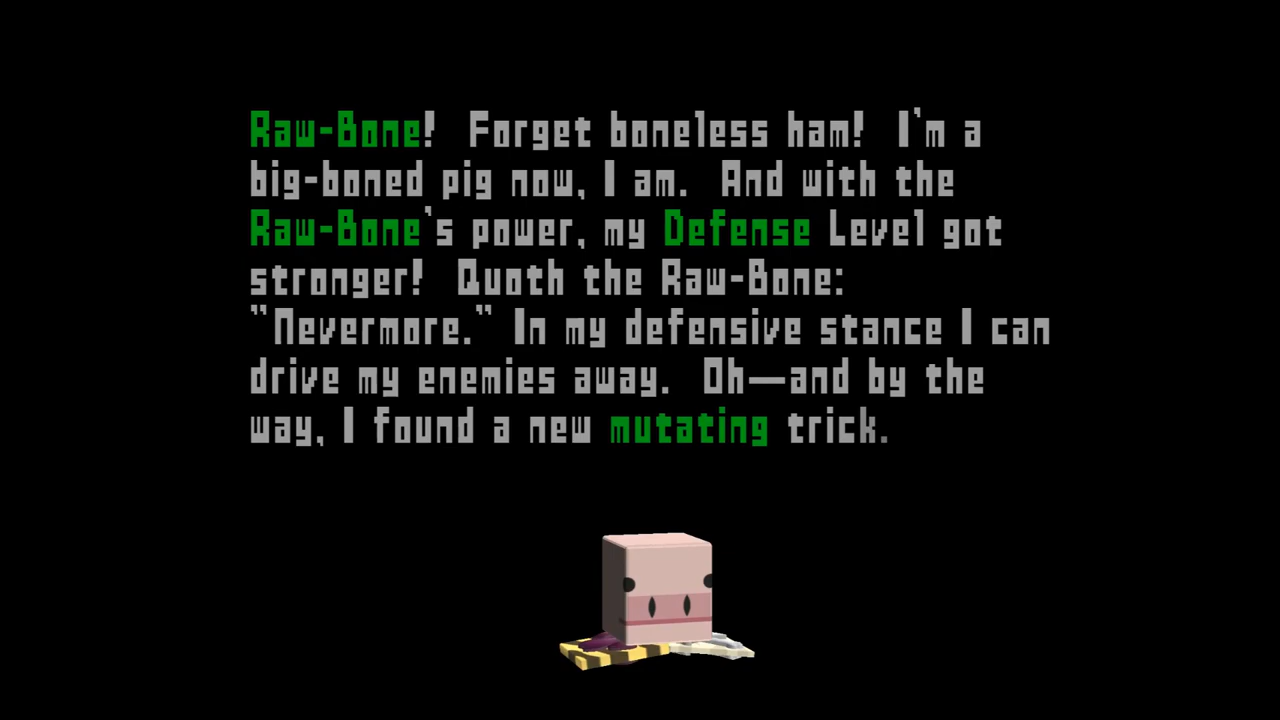 Raw-Bone! Forget boneless ham! I'm a
big-boned pig now, I am. And with the
Raw-Bone's power, my Defense Level got
stronger! Quoth the Raw-Bone:
"Nevermore." In my defensive stance I can
drive my enemies away. Oh—and by the
way, I found a new mutating trick.